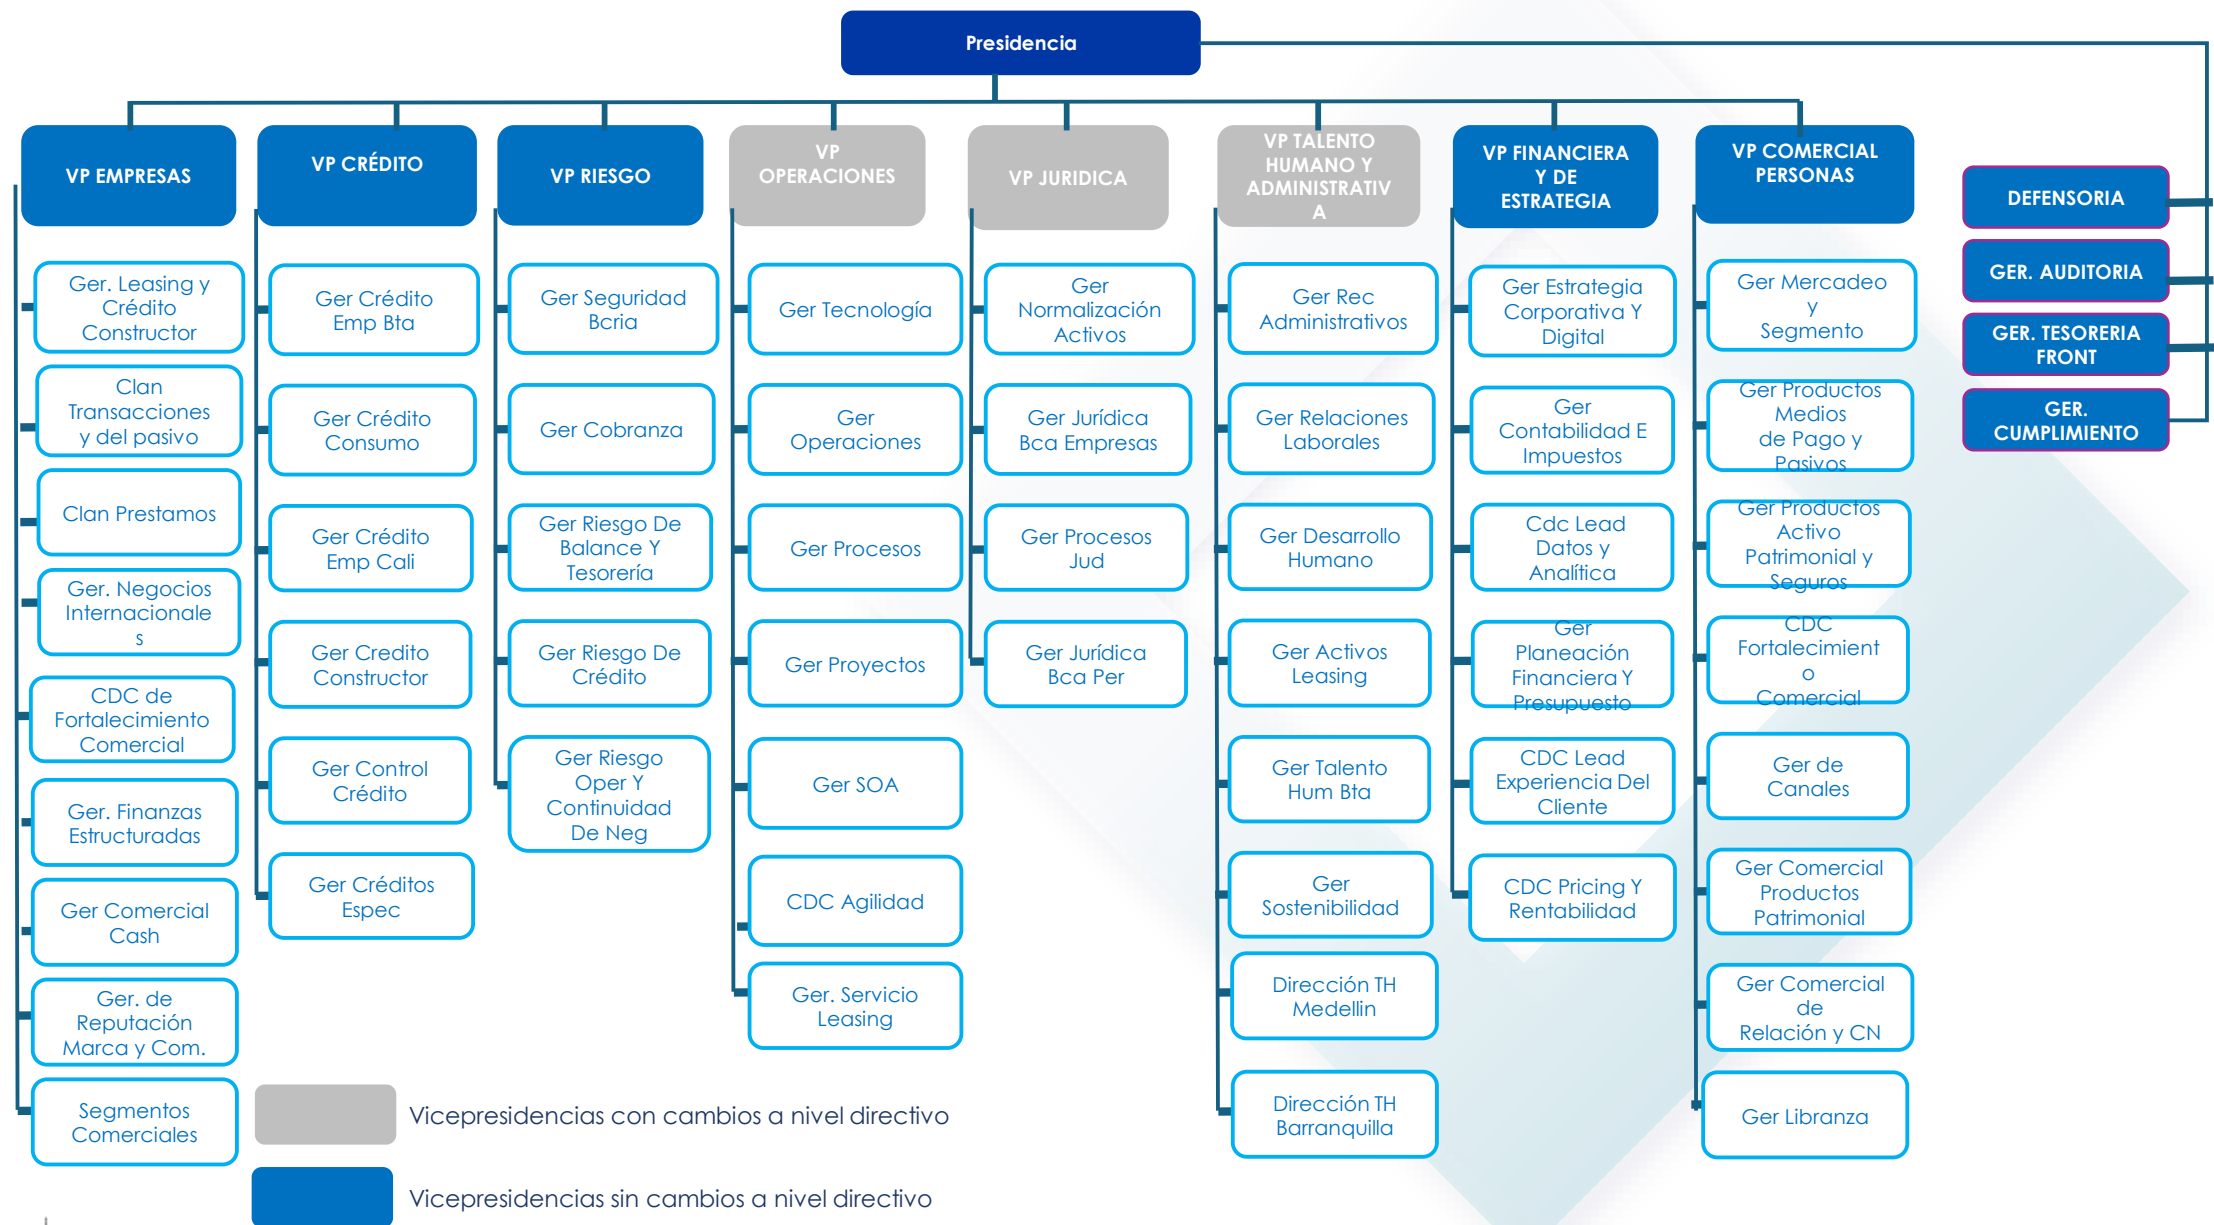 Presidencia
VP EMPRESAS
Ger. Leasing y
Crédito
Constructor
Clan
Transacciones
y del pasivo
Clan Prestamos
Ger. Negocios
Internacionale
s
CDC de
Fortalecimiento
Comercial
Ger. Finanzas
Estructuradas
Ger Comercial
Cash
Ger. de
Reputación
Marca y Com.
Segmentos
Comerciales
VP CRÉDITO
Ger Crédito
Emp Bta
Ger Crédito
Consumo
Ger Crédito
Emp Cali
Ger Credito
Constructor
Ger Control
Crédito
Ger Créditos
Espec
VP RIESGO
Ger Seguridad
Bcria
Ger Cobranza
Ger Riesgo De
Balance Y
Tesorería
Ger Riesgo De
Crédito
Ger Riesgo
Oper Y
Continuidad
De Neg
VP
OPERACIONES
Ger Tecnología
Ger
Operaciones
Ger Procesos
Ger Proyectos
Ger SOA
CDC Agilidad
Ger. Servicio
Leasing
VP JURIDICA
Ger
Normalización
Activos
Ger Jurídica
Bca Empresas
Ger Procesos
Jud
Ger Jurídica
Bca Per
VP TALENTO
HUMANO Y
ADMINISTRATIV
A
Ger Rec
Administrativos
Ger Relaciones
Laborales
Ger Desarrollo
Humano
Ger Activos
Leasing
Ger Talento
Hum Bta
Ger
Sostenibilidad
Dirección TH
Medellin
Dirección TH
Barranquilla
VP FINANCIERA
Y DE
ESTRATEGIA
Ger Estrategia
Corporativa Y
Digital
Ger
Contabilidad E
Impuestos
Cdc Lead
Datos y
Analítica
Ger
Planeación
Financiera Y
Presupuesto
CDC Lead
Experiencia Del
Cliente
CDC Pricing Y
Rentabilidad
VP COMERCIAL
PERSONAS
Ger Mercadeo
y
Segmento
Ger Productos
Medios
de Pago y
Pasivos
Ger Productos
Activo
Patrimonial y
Seguros
CDC
Fortalecimient
o
Comercial
Ger de
Canales
Ger Comercial
Productos
Patrimonial
Ger Comercial
de
Relación y CN
Ger Libranza
DEFENSORIA
GER. AUDITORIA
GER. TESORERIA
FRONT
GER.
CUMPLIMIENTO
Vicepresidencias con cambios a nivel directivo
Vicepresidencias sin cambios a nivel directivo